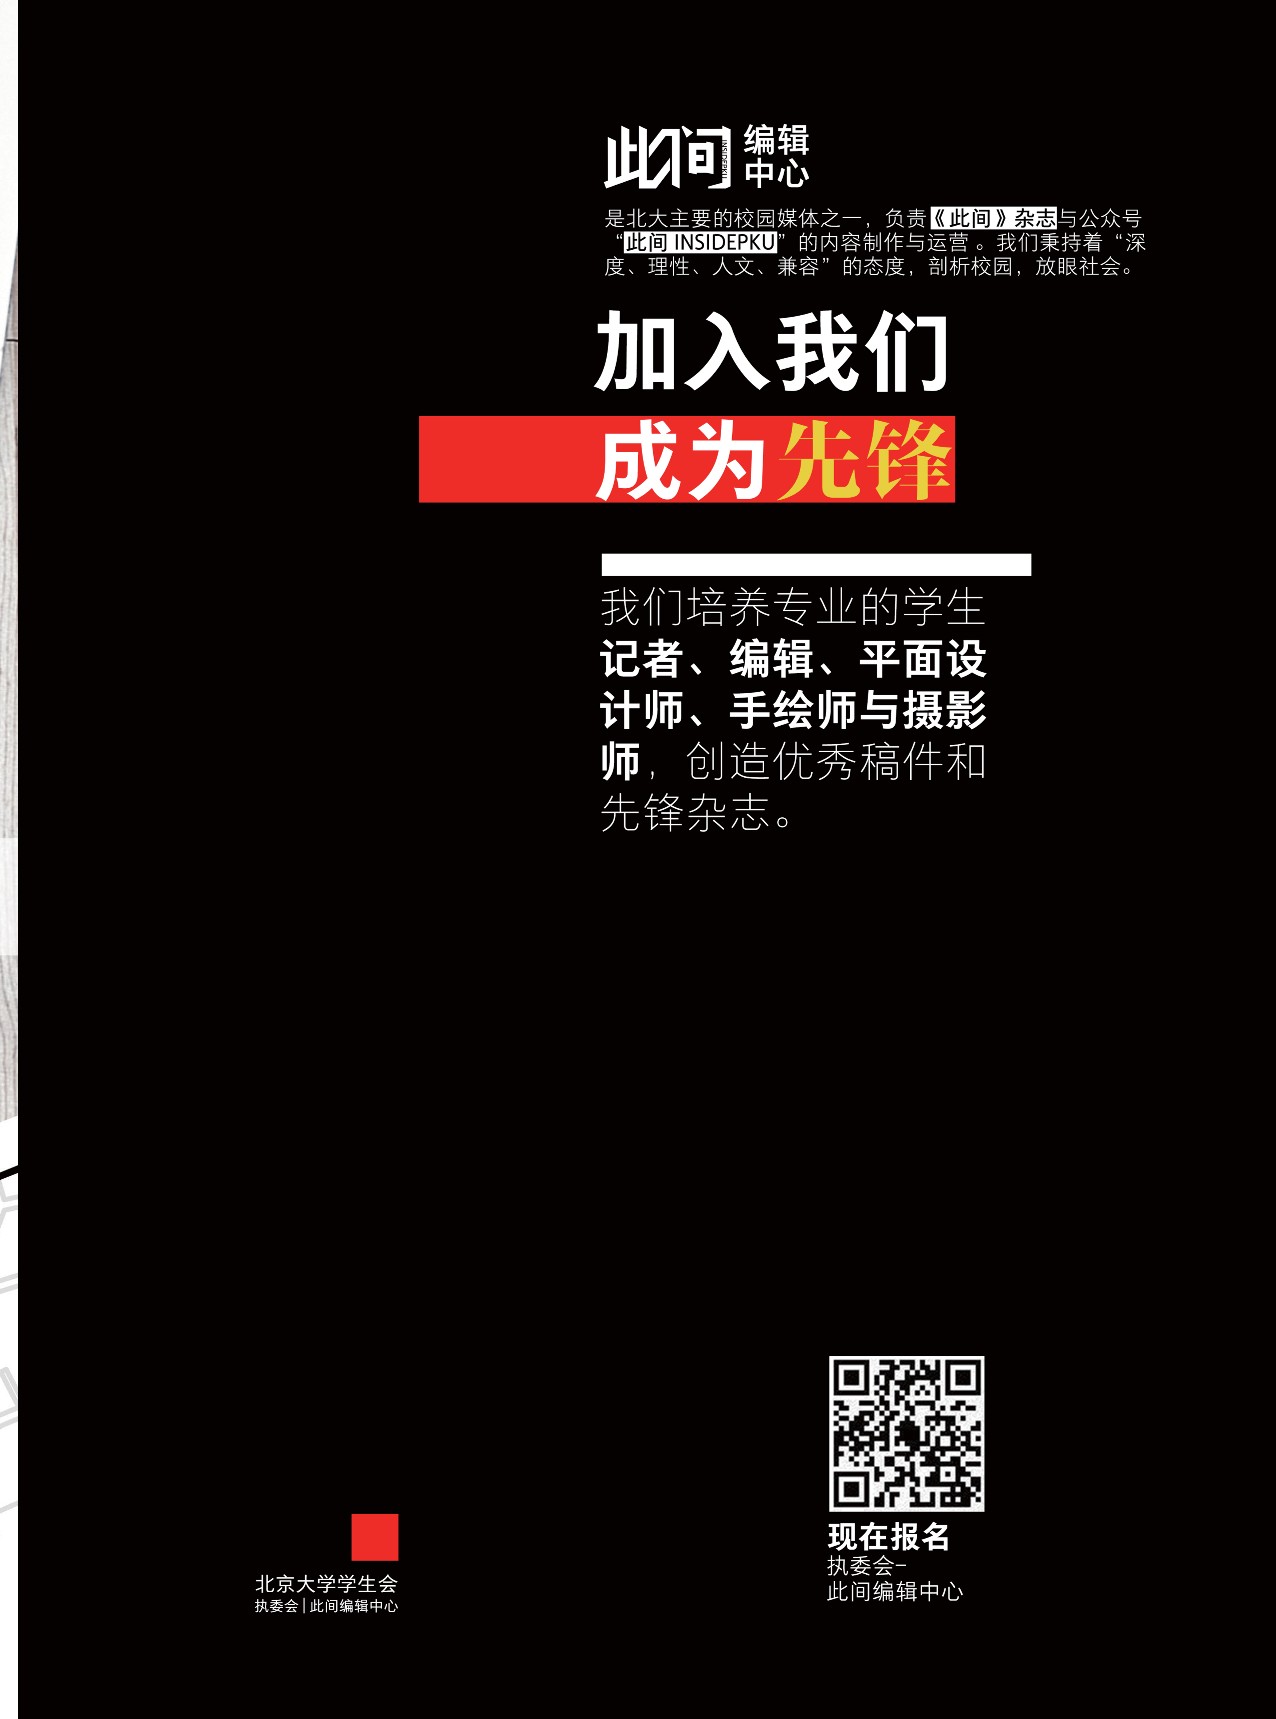 此间 INSIDEPKU 编辑
中心
是北大主要的校园媒体之一，负责《此间》杂志与公众号
“此间 INSIDEPKU”的内容制作与运营。我们秉持着“深
度、理性、人文、兼容”的态度，剖析校园，放眼社会。
加入我们
成为先锋
我们培养专业的学生
记者、编辑、平面设
计师、手绘师与摄影
师，创造优秀稿件和
先锋杂志。
现在报名
执委会-
此间编辑中心
北京大学学生会
执委会|此间编辑中心